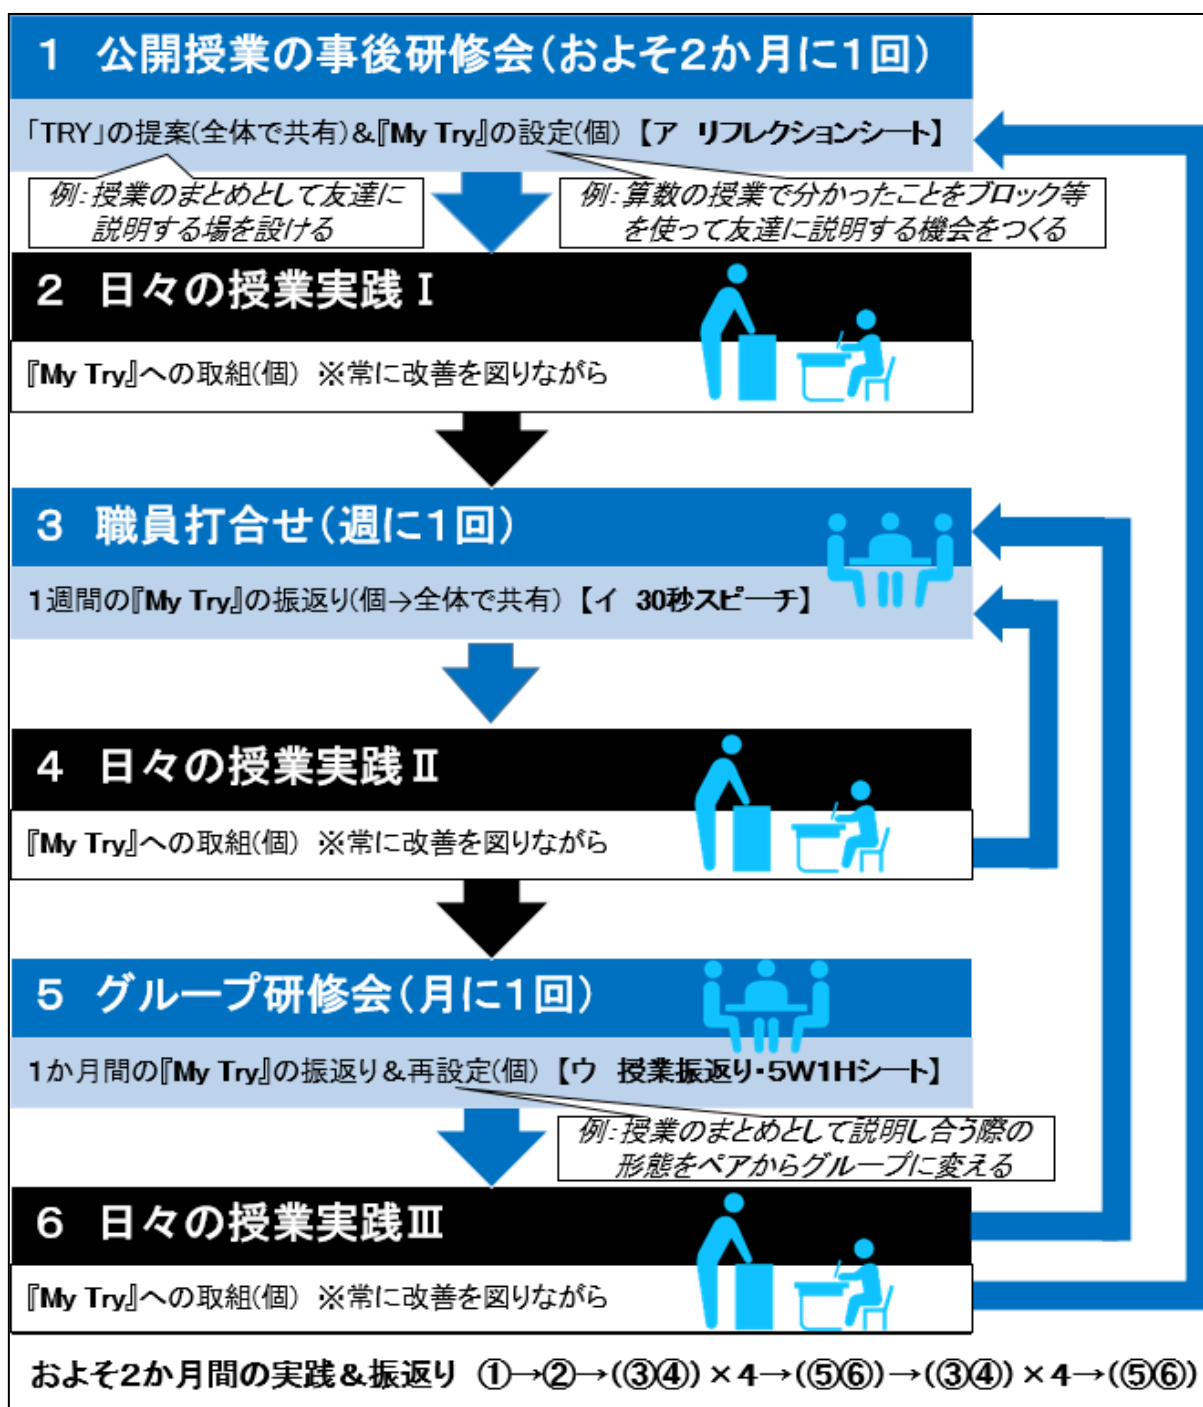 1 公開授業の事後研修会(およそ2か月に1回)
「TRY」の提案(全体で共有)&『My Try』の設定(個)【ア リフレクションシート】
例:授業のまとめとして友達に
説明する場を設ける
例:算数の授業で分かったことをブロック等
を使って友達に説明する機会をつくる
2 日々の授業実践Ⅰ
『My Try』への取組(個) ※常に改善を図りながら
3 職員打合せ(週に1回)
1週間の『My Try』の振返り(個→全体で共有)【イ 30秒スピーチ】
4 日々の授業実践Ⅱ
『My Try』への取組(個) ※常に改善を図りながら
5 グループ研修会(月に1回)
1か月間の『My Try』の振返り&再設定(個)【ウ 授業振返り・5W1Hシート】
例:授業のまとめとして説明し合う際の
形態をペアからグループに変える
6 日々の授業実践Ⅲ
『My Try』への取組(個) ※常に改善を図りながら
およそ2か月間の実践&振返り ①→②→(③④)×4→(⑤⑥)→(③④)×4→(⑤⑥)